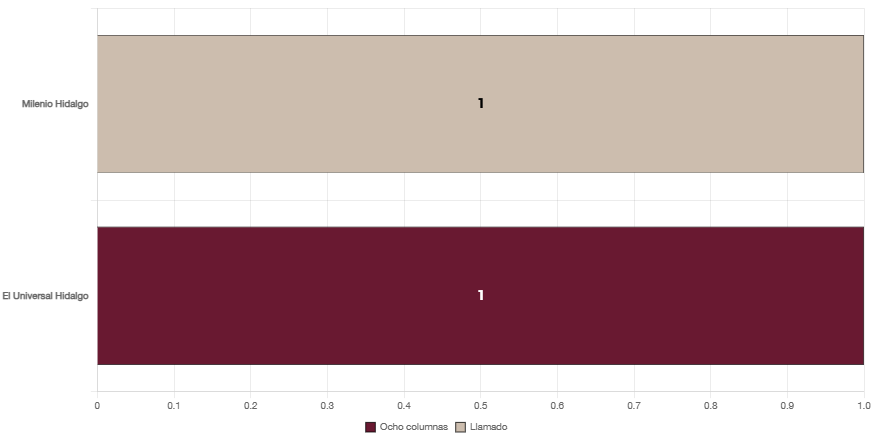 Milenio Hidalgo
1
El Universal Hidalgo
1
0 0.1 0.2 0.3 0.4 0.5 0.6 0.7 0.8 0.9 1.0
Ocho columnas Llamado